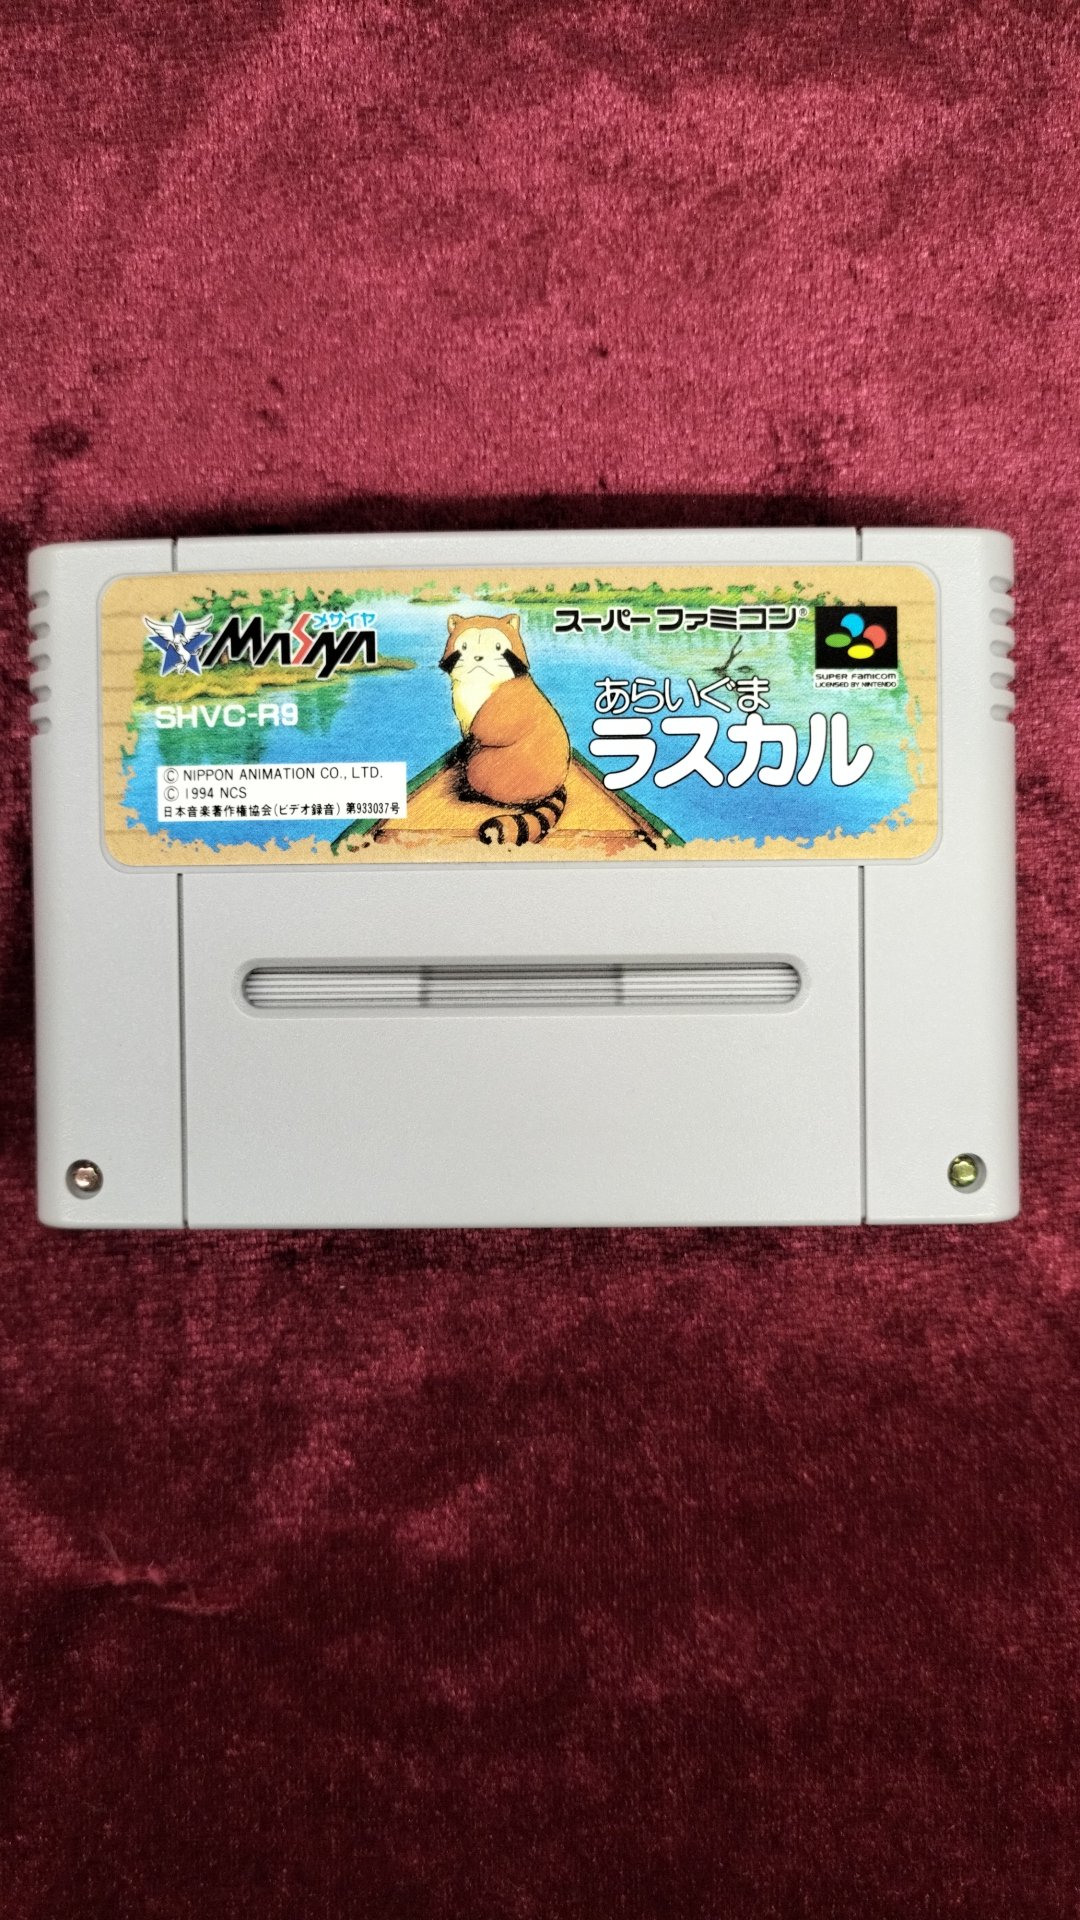 メサイヤ
MASAYA
スーパーファミコン®
SUPER FAMICOM
LICENSED BY NINTENDO
SHVC-R9
あらいぐま
ラスカル
© NIPPON ANIMATION CO., LTD.
© 1994 NCS
日本音楽著作権協会(ビデオ録音) 第933037号